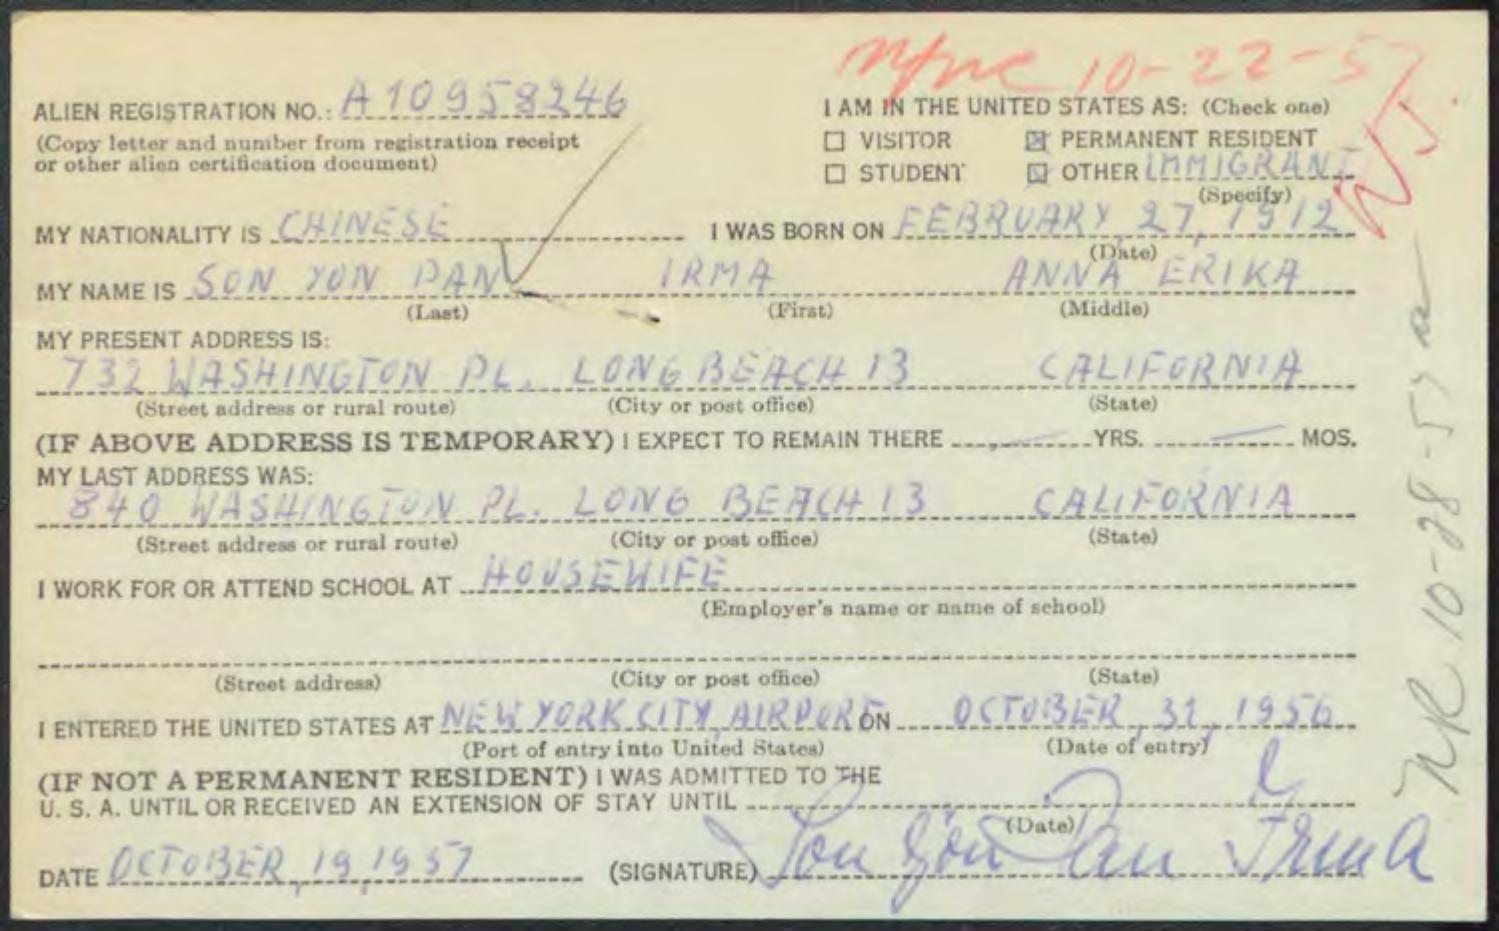 10-22-57
ALIEN REGISTRATION NO.: A10958246
(Copy letter and number from registration receipt
or other alien certification document)
I AM IN THE UNITED STATES AS: (Check one)
☐ VISITOR ☒ PERMANENT RESIDENT
☐ STUDENT ☒ OTHER IMMIGRANT
(Specify)
MY NATIONALITY IS CHINESE I WAS BORN ON FEBRUARY, 27, 1912
(Date)
MY NAME IS SON YON PAN IRMA ANNA ERIKA
(Last) (First) (Middle)
MY PRESENT ADDRESS IS:
732 WASHINGTON PL. LONG BEACH 13 CALIFORNIA
(Street address or rural route) (City or post office) (State)
(IF ABOVE ADDRESS IS TEMPORARY) I EXPECT TO REMAIN THERE — YRS. — MOS.
MY LAST ADDRESS WAS:
840 WASHINGTON PL. LONG BEACH 13 CALIFORNIA
(Street address or rural route) (City or post office) (State)
I WORK FOR OR ATTEND SCHOOL AT HOUSEWIFE
(Employer's name or name of school)
(Street address) (City or post office) (State)
I ENTERED THE UNITED STATES AT NEW YORK CITY, AIRPORT ON OCTOBER, 31, 1956
(Port of entry into United States) (Date of entry)
(IF NOT A PERMANENT RESIDENT) I WAS ADMITTED TO THE
U. S. A. UNTIL OR RECEIVED AN EXTENSION OF STAY UNTIL
(Date)
DATE OCTOBER, 19, 1957 (SIGNATURE) Son Yon Pan Irma
NR 10-28-57